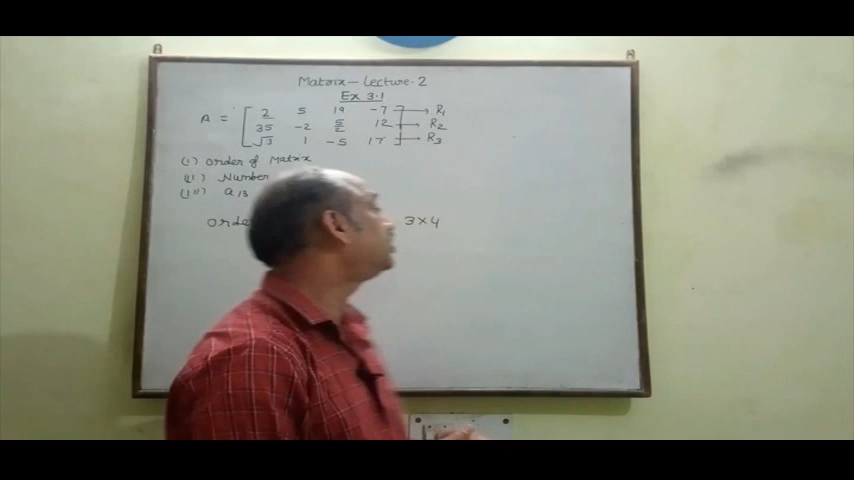 Matrix - Lecture - 2
Ex 3.1
A = [ 2 5 19 -7 ] → R1
35 -2 5/2 12 → R2
√3 1 -5 17 → R3
(i) Order of Matrix
(ii) Number
(iii) a13
3×4